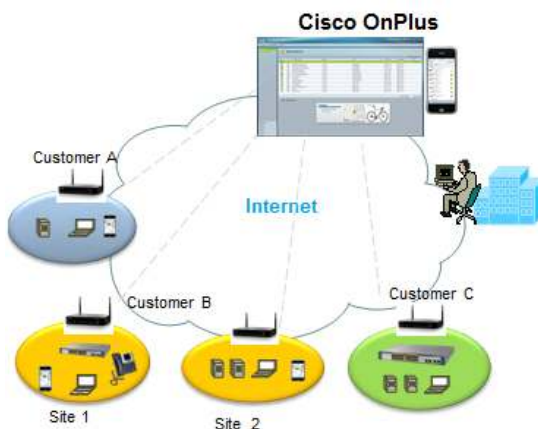 Cisco OnPlus
Customer A
Internet
Customer B
Customer C
Site 1
Site 2